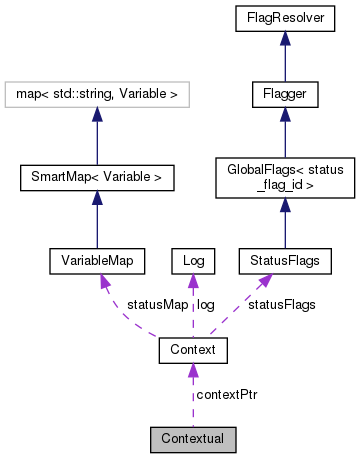 FlagResolver
map< std::string, Variable >
Flagger
SmartMap< Variable >
GlobalFlags< status
_flag_id >
VariableMap
Log
StatusFlags
statusMap
log
statusFlags
Context
contextPtr
Contextual